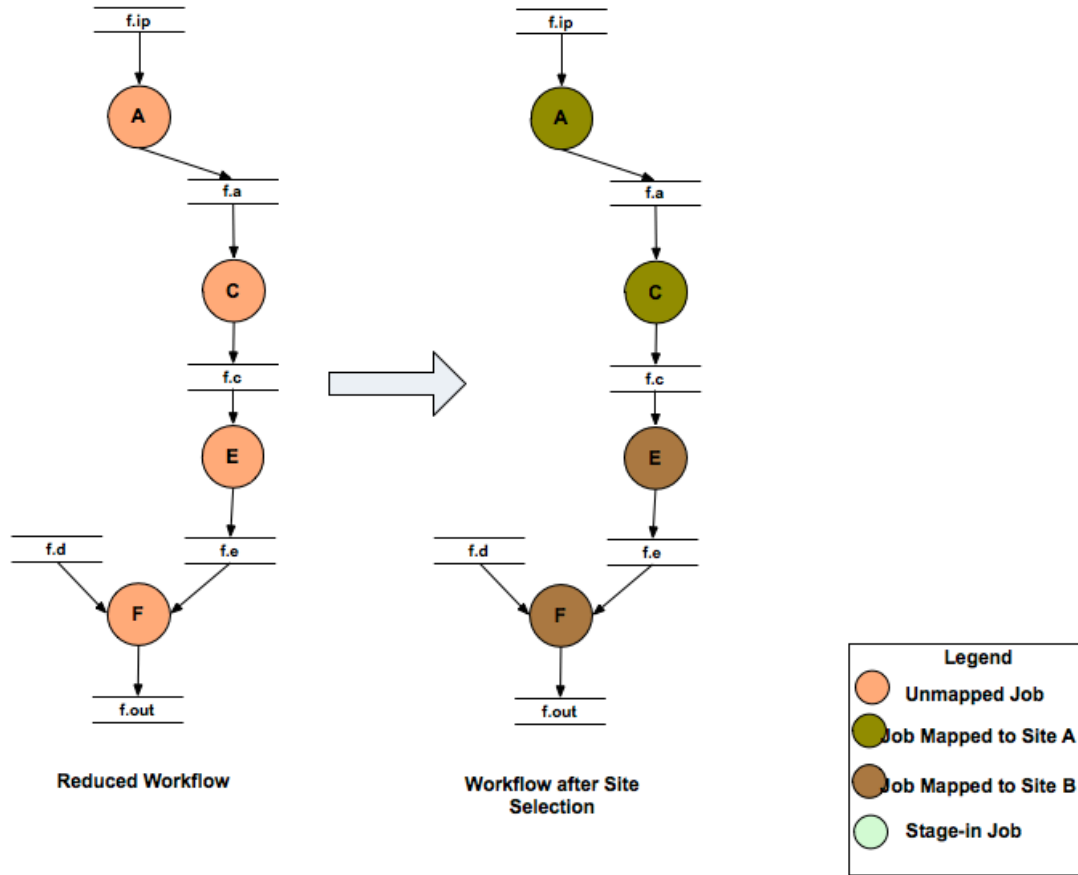 f.ip
A
f.a
C
f.c
E
f.d
f.e
F
f.out
Reduced Workflow
f.ip
A
f.a
C
f.c
E
f.d
f.e
F
f.out
Workflow after Site
Selection
Legend
Unmapped Job
Job Mapped to Site A
Job Mapped to Site B
Stage-in Job